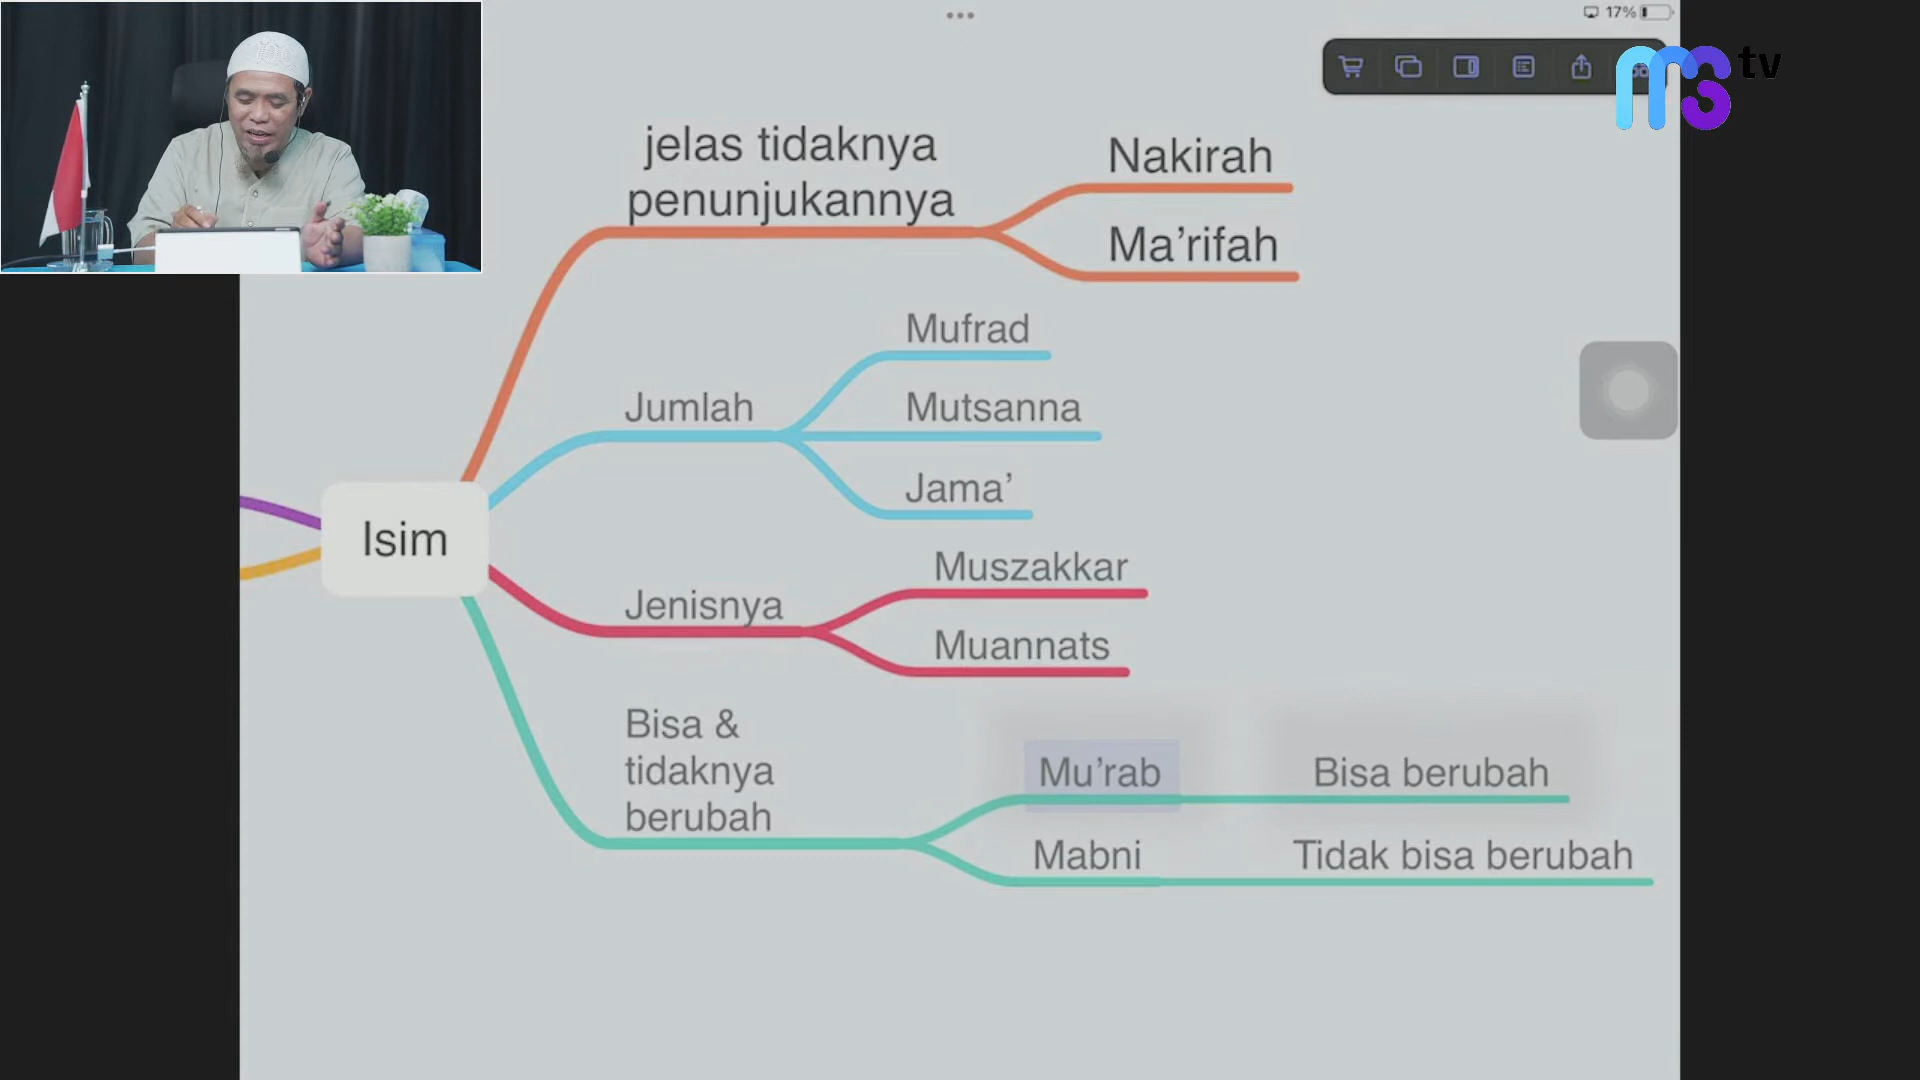 17%
ms tv
jelas tidaknya
penunjukannya
Nakirah
Ma’rifah
Jumlah
Mufrad
Mutsanna
Jama’
Isim
Jenisnya
Muszakkar
Muannats
Bisa &
tidaknya
berubah
Mu’rab
Bisa berubah
Mabni
Tidak bisa berubah